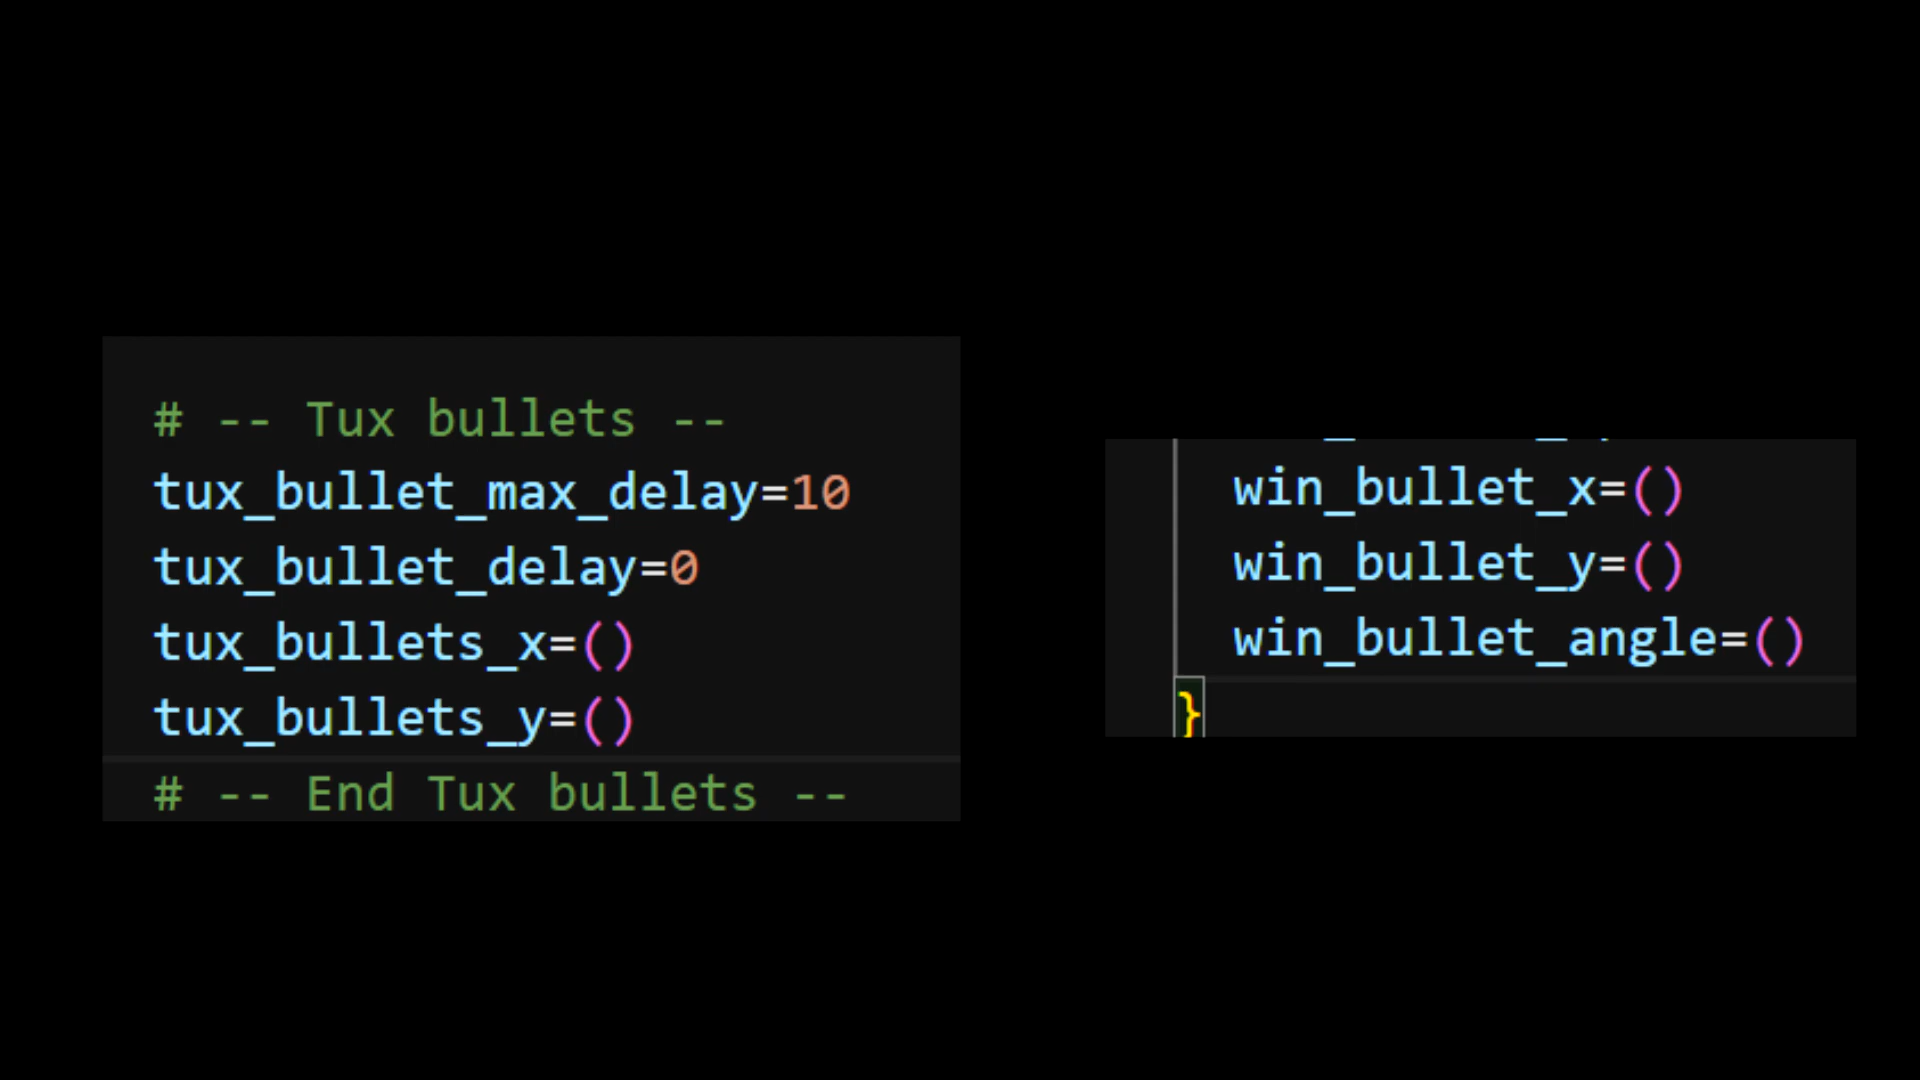 # -- Tux bullets --
tux_bullet_max_delay=10
tux_bullet_delay=0
tux_bullets_x=()
tux_bullets_y=()
# -- End Tux bullets --
win_bullet_x=()
win_bullet_y=()
win_bullet_angle=()
}